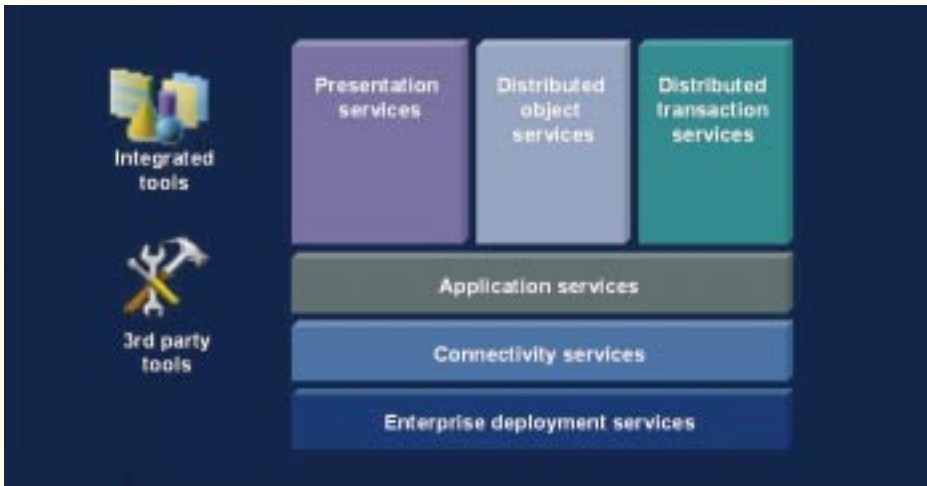 Integrated
tools
3rd party
tools
Presentation
services
Distributed
object
services
Distributed
transaction
services
Application services
Connectivity services
Enterprise deployment services